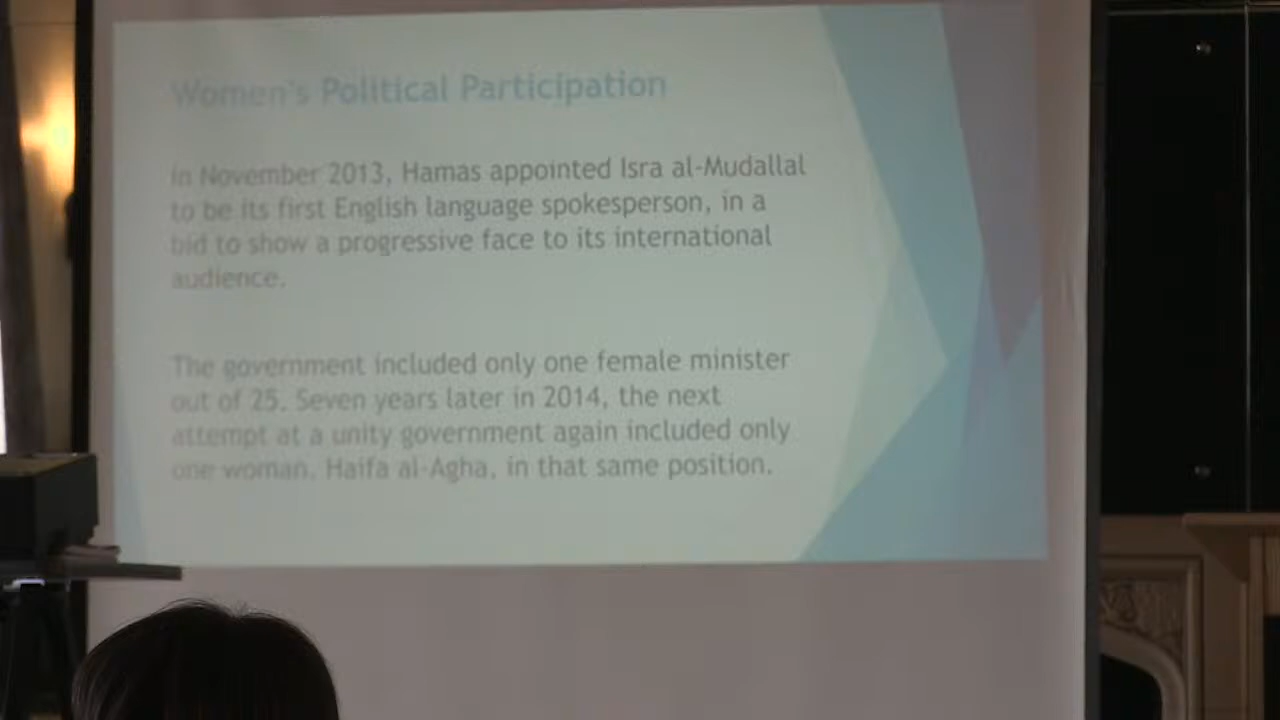 Women's Political Participation
In November 2013, Hamas appointed Isra al-Mudallal
to be its first English language spokesperson, in a
bid to show a progressive face to its international
audience.
The government included only one female minister
out of 25. Seven years later in 2014, the next
attempt at a unity government again included only
one woman, Haifa al-Agha, in that same position.